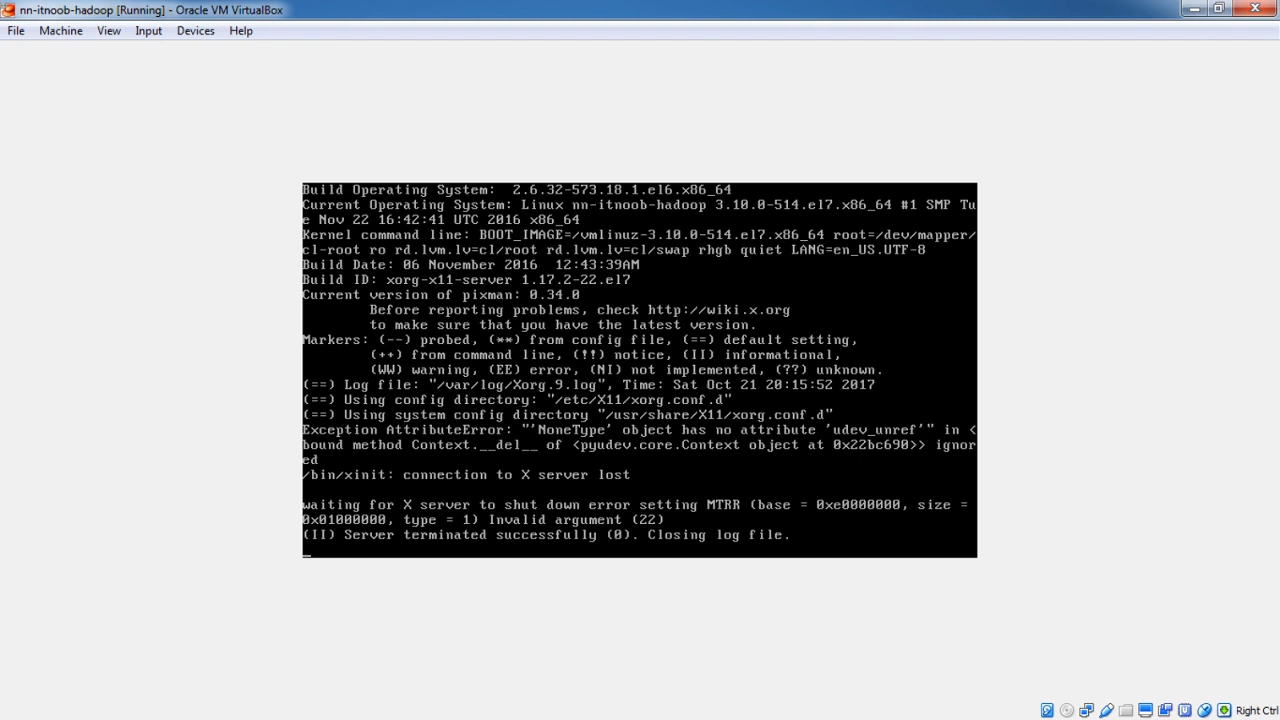 nn-itnoob-hadoop [Running] - Oracle VM VirtualBox
File Machine View Input Devices Help
Build Operating System:  2.6.32-573.18.1.el6.x86_64
Current Operating System: Linux nn-itnoob-hadoop 3.10.0-514.el7.x86_64 #1 SMP Tu
e Nov 22 16:42:41 UTC 2016 x86_64
Kernel command line: BOOT_IMAGE=/vmlinuz-3.10.0-514.el7.x86_64 root=/dev/mapper/
cl-root ro rd.lvm.lv=cl/root rd.lvm.lv=cl/swap rhgb quiet LANG=en_US.UTF-8
Build Date: 06 November 2016  12:43:39AM
Build ID: xorg-x11-server 1.17.2-22.el7
Current version of pixman: 0.34.0
        Before reporting problems, check http://wiki.x.org
        to make sure that you have the latest version.
Markers: (--) probed, (**) from config file, (==) default setting,
        (++) from command line, (!!) notice, (II) informational,
        (WW) warning, (EE) error, (NI) not implemented, (??) unknown.
(==) Log file: "/var/log/Xorg.9.log", Time: Sat Oct 21 20:15:52 2017
(==) Using config directory: "/etc/X11/xorg.conf.d"
(==) Using system config directory "/usr/share/X11/xorg.conf.d"
Exception AttributeError: "'NoneType' object has no attribute 'udev_unref'" in <
bound method Context.__del__ of <pyudev.core.Context object at 0x22bc690>> ignor
ed
/bin/xinit: connection to X server lost
waiting for X server to shut down error setting MTRR (base = 0xe0000000, size =
0x01000000, type = 1) Invalid argument (22)
(II) Server terminated successfully (0). Closing log file.
_
Right Ctrl